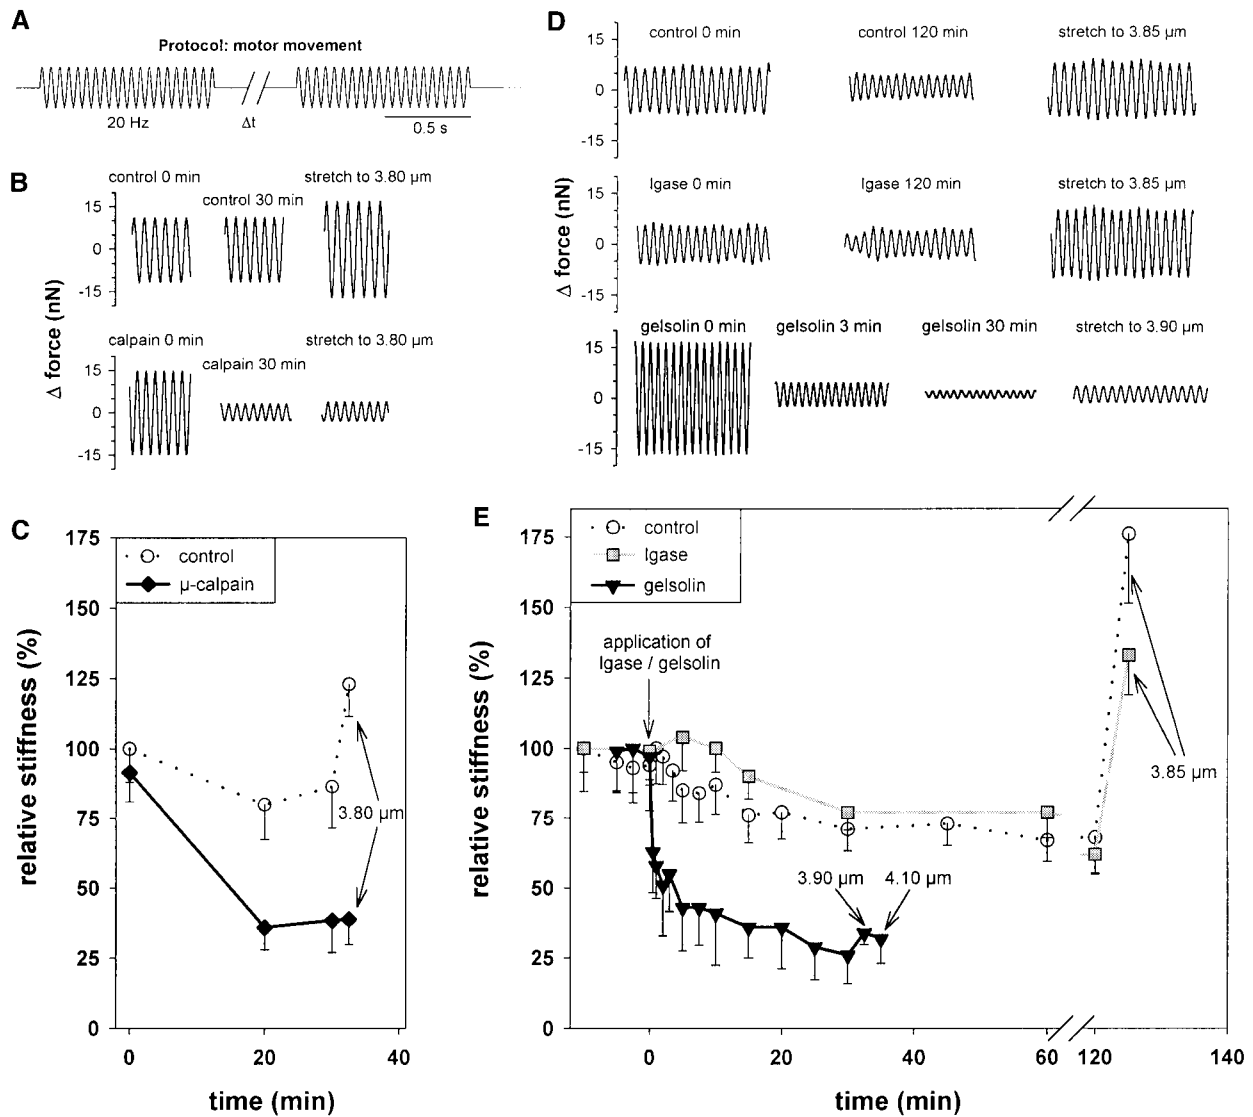 A
Protocol: motor movement
20 Hz
Δt
0.5 s
B
control 0 min
control 30 min
stretch to 3.80 µm
15
0
-15
calpain 0 min
calpain 30 min
stretch to 3.80 µm
15
0
-15
Δ force (nN)
C
control
µ-calpain
3.80 µm
175
150
125
100
75
50
25
0
relative stiffness (%)
0
20
40
time (min)
D
control 0 min
control 120 min
stretch to 3.85 µm
15
0
-15
Igase 0 min
Igase 120 min
stretch to 3.85 µm
15
0
-15
gelsolin 0 min
gelsolin 3 min
gelsolin 30 min
stretch to 3.90 µm
15
0
-15
Δ force (nN)
E
control
Igase
gelsolin
application of
Igase / gelsolin
3.90 µm
4.10 µm
3.85 µm
175
150
125
100
75
50
25
0
relative stiffness (%)
0
20
40
60
120
140
time (min)